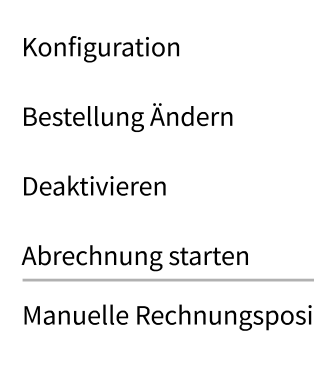 Konfiguration
Bestellung Ändern
Deaktivieren
Abrechnung starten
Manuelle Rechnungsposi